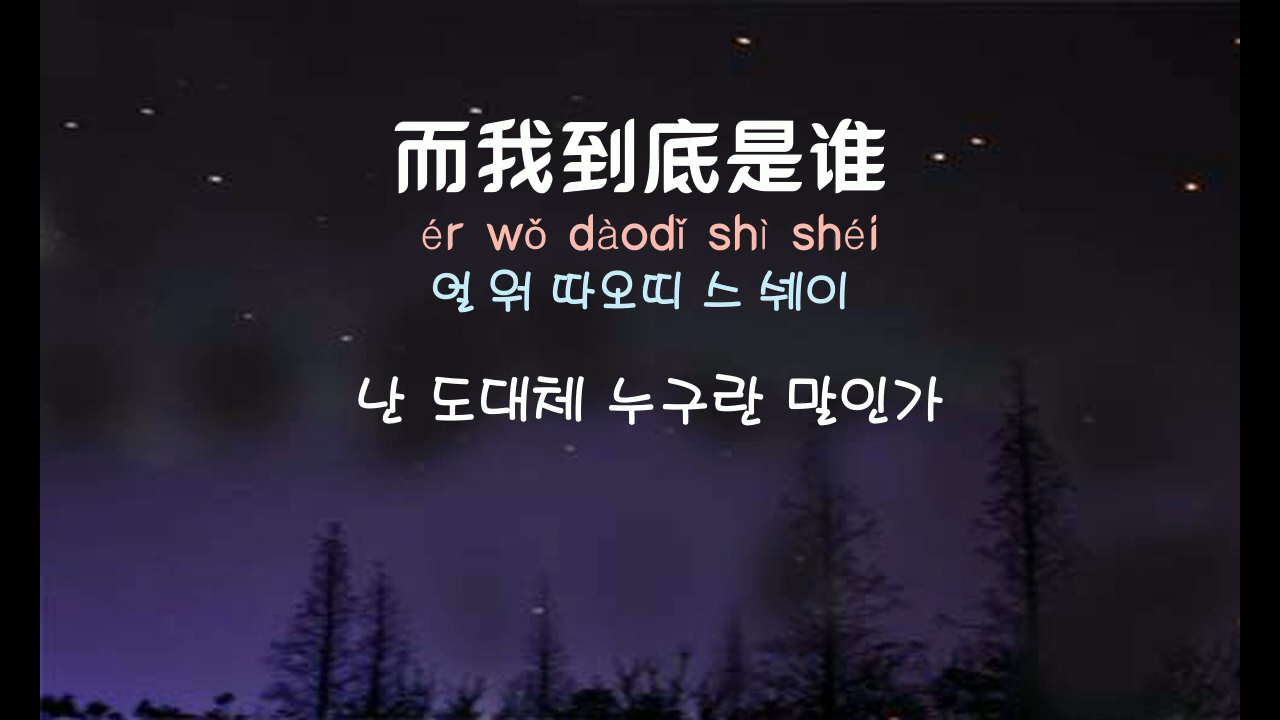 而我到底是谁
ér wǒ dàodǐ shì shéi
얼 워 따오띠 스 쉐이
난 도대체 누구란 말인가